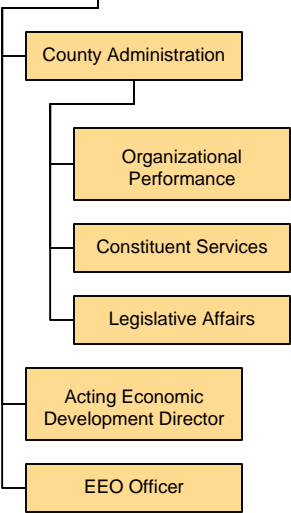 County Administration
Organizational
Performance
Constituent Services
Legislative Affairs
Acting Economic
Development Director
EEO Officer